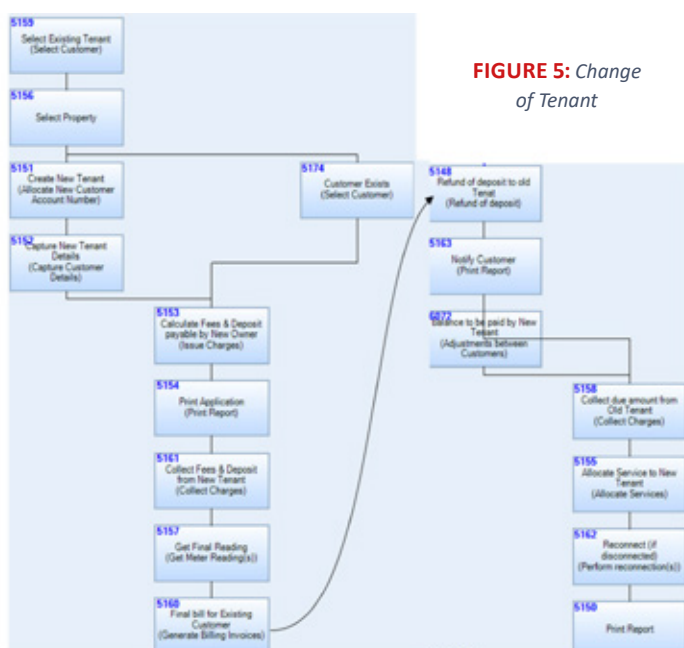 5159
Select Existing Tenant
(Select Customer)
5156
Select Property
5151
Create New Tenant
(Allocate New Customer
Account Number)
5152
Capture New Tenant
Details
(Capture Customer
Details)
5174
Customer Exists
(Select Customer)
5153
Calculate Fees & Deposit
payable by New Owner
(Issue Charges)
5154
Print Application
(Print Report)
5161
Collect Fees & Deposit
from New Tenant
(Collect Charges)
5157
Get Final Reading
(Get Meter Reading(s))
5160
Final bill for Existing
Customer
(Generate Billing Invoices)
FIGURE 5: Change
of Tenant
5148
Refund of deposit to old
Tenat
(Refund of deposit)
5163
Notify Customer
(Print Report)
6072
Balance to be paid by New
Tenant
(Adjustments between
Customers)
5158
Collect due amount from
Old Tenant
(Collect Charges)
5155
Allocate Service to New
Tenant
(Allocate Services)
5162
Reconnect (if
disconnected)
(Perform reconnection(s))
5150
Print Report